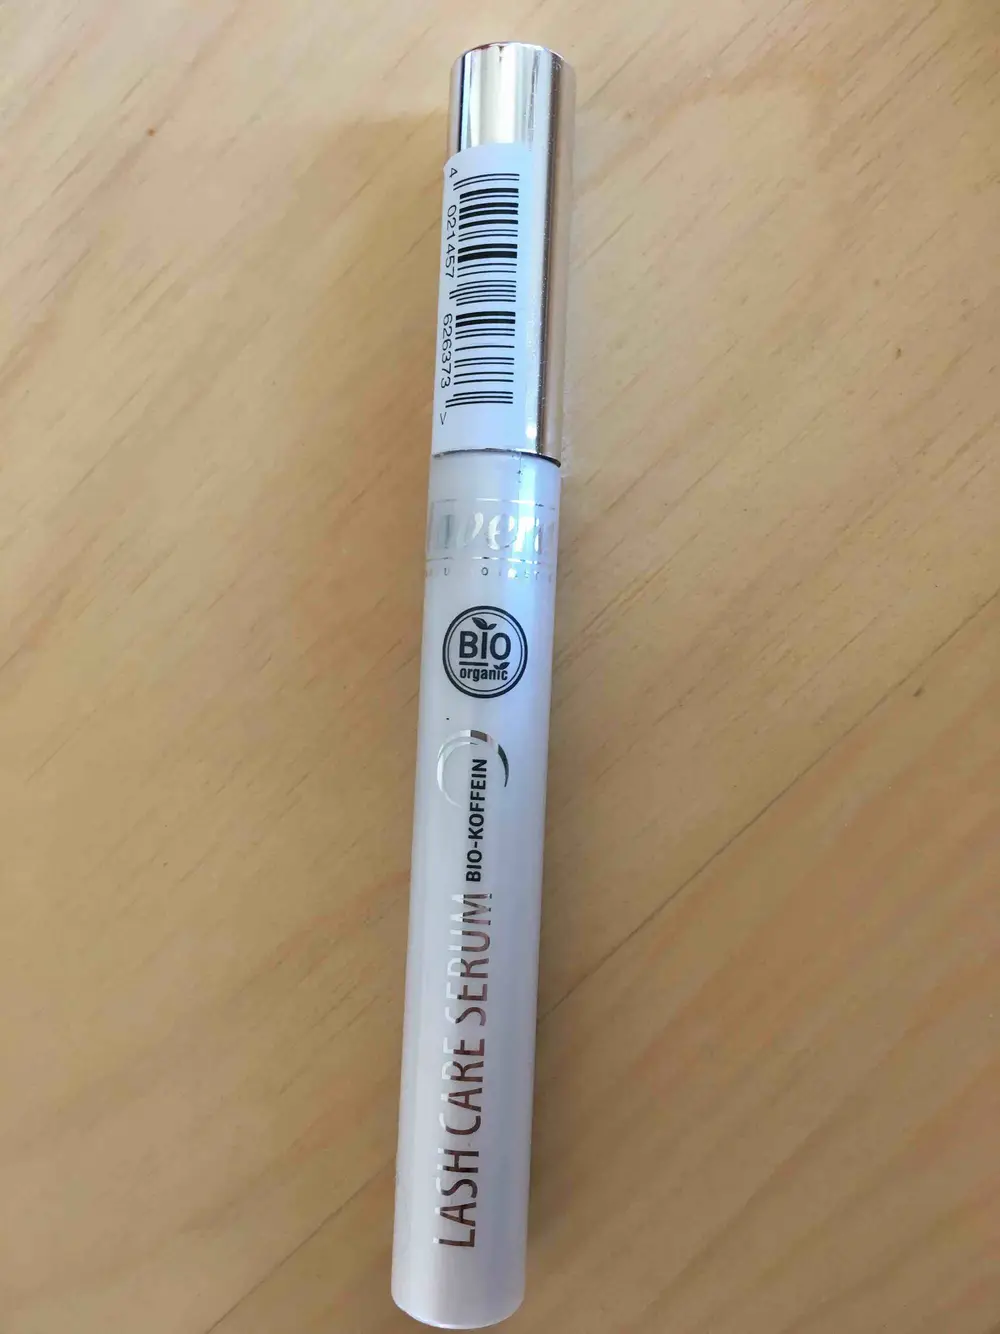 4 021457 626373 >
BIO
organic
LASH CARE SERUM
BIO-KOFFEIN